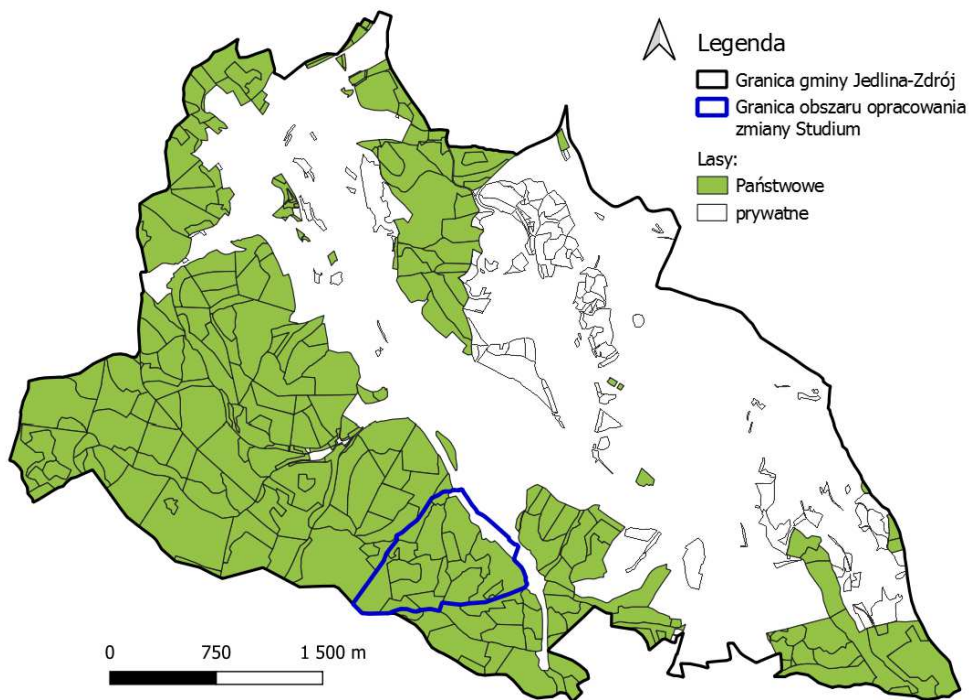 Legenda
Granica gminy Jedlina-Zdrój
Granica obszaru opracowania
zmiany Studium
Lasy:
Państwowe
prywatne
0 750 1 500 m